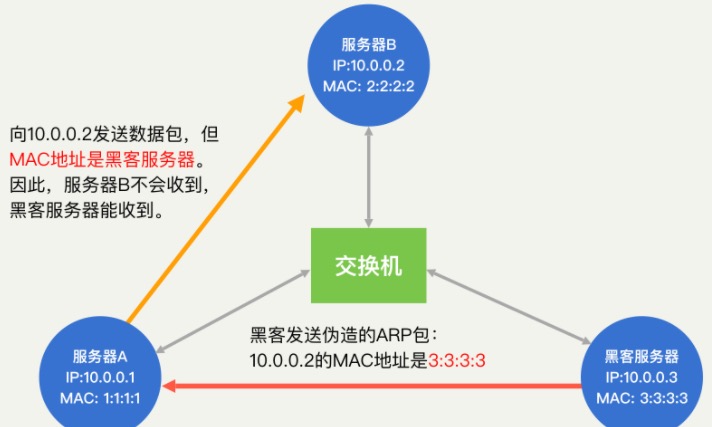 服务器B
IP:10.0.0.2
MAC: 2:2:2:2
向10.0.0.2发送数据包，但
MAC地址是黑客服务器。
因此，服务器B不会收到，
黑客服务器能收到。
交换机
黑客发送伪造的ARP包：
10.0.0.2的MAC地址是3:3:3:3
服务器A
IP:10.0.0.1
MAC: 1:1:1:1
黑客服务器
IP:10.0.0.3
MAC: 3:3:3:3